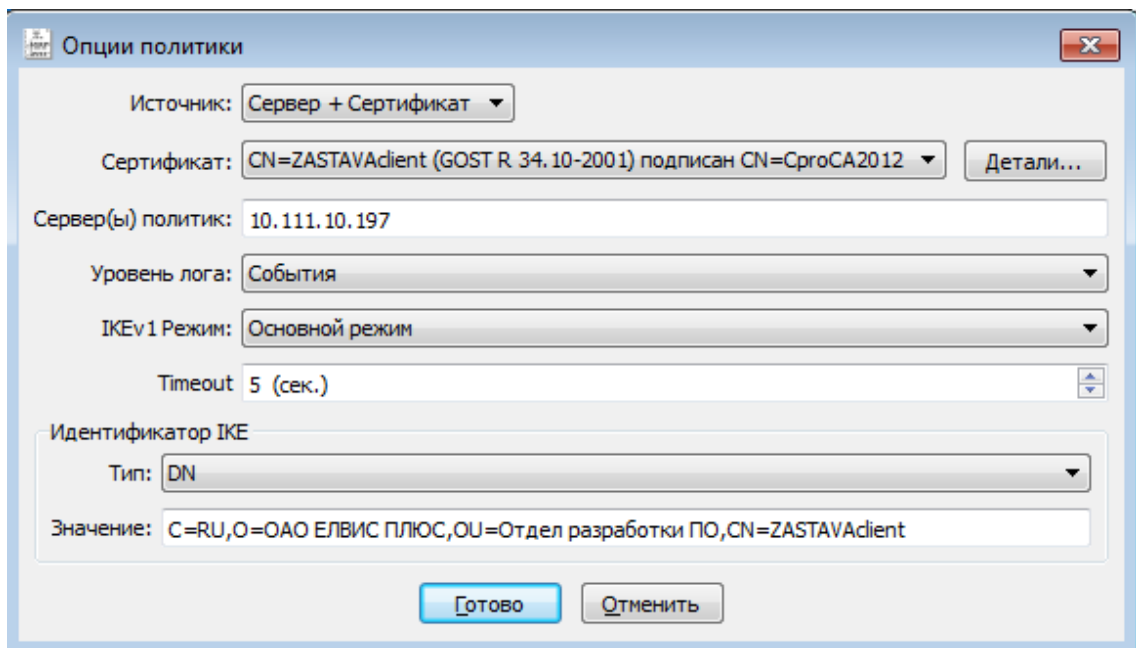 Опции политики
Источник: Сервер + Сертификат
Сертификат: CN=ZASTAVAclient (GOST R 34.10-2001) подписан CN=CproCA2012 Детали...
Сервер(ы) политик: 10.111.10.197
Уровень лога: События
IKEv1 Режим: Основной режим
Timeout 5 (сек.)
Идентификатор IKE
Тип: DN
Значение: C=RU,O=ОАО ЕЛВИС ПЛЮС,OU=Отдел разработки ПО,CN=ZASTAVAclient
Готово Отменить